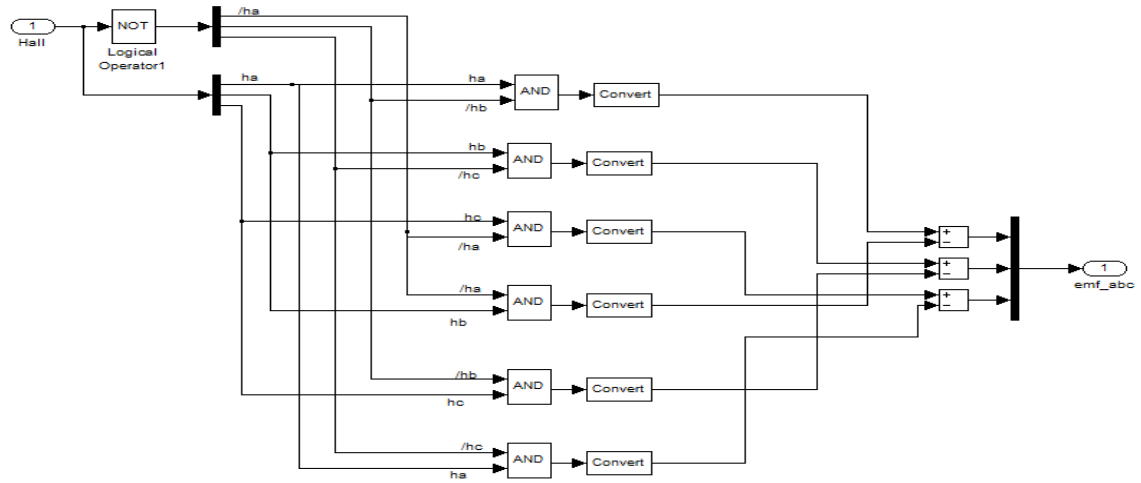 1
Hall
NOT
Logical
Operator1
/ha
ha
ha
/hb
AND
Convert
hb
/hc
AND
Convert
hc
/ha
AND
Convert
/ha
hb
AND
Convert
/hb
hc
AND
Convert
/hc
ha
AND
Convert
+
−
+
−
+
−
1
emf_abc